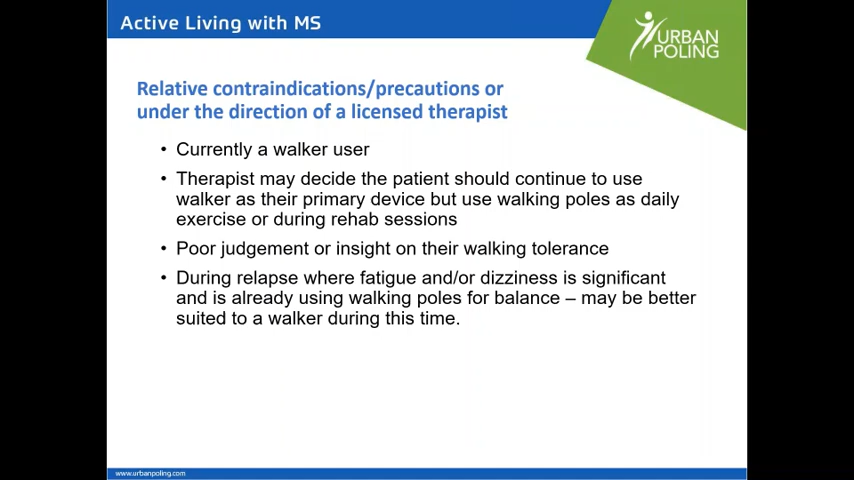 Active Living with MS
URBAN
POLING
Relative contraindications/precautions or
under the direction of a licensed therapist
• Currently a walker user
• Therapist may decide the patient should continue to use
walker as their primary device but use walking poles as daily
exercise or during rehab sessions
• Poor judgement or insight on their walking tolerance
• During relapse where fatigue and/or dizziness is significant
and is already using walking poles for balance – may be better
suited to a walker during this time.
www.urbanpoling.com